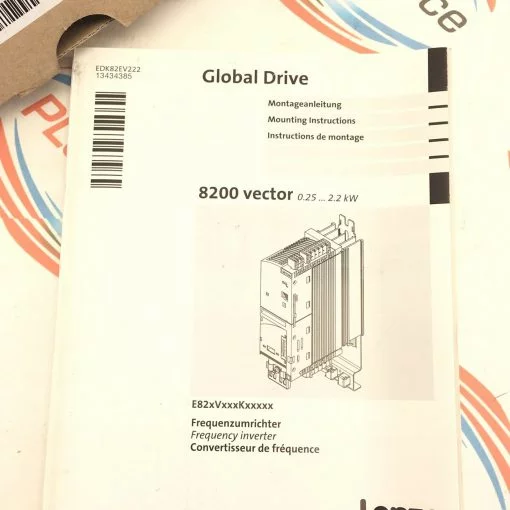 EDK82EV222
13434385
Global Drive
Montageanleitung
Mounting Instructions
Instructions de montage
8200 vector 0.25 ... 2.2 kW
E82xVxxxKxxxxx
Frequenzumrichter
Frequency inverter
Convertisseur de fréquence